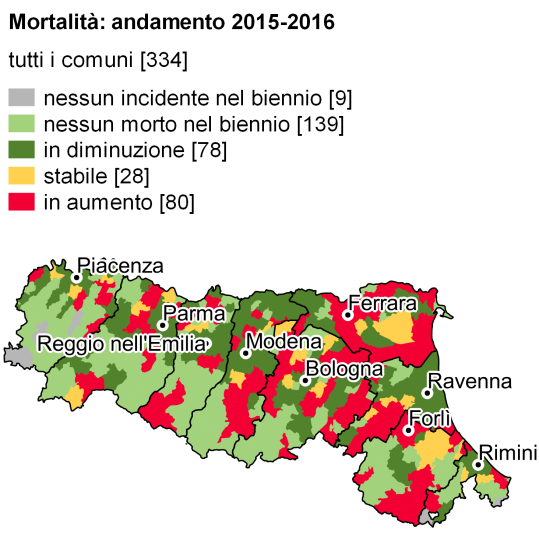 Mortalità: andamento 2015-2016
tutti i comuni [334]
nessun incidente nel biennio [9]
nessun morto nel biennio [139]
in diminuzione [78]
stabile [28]
in aumento [80]
Piacenza
Parma
Ferrara
Reggio nell'Emilia
Modena
Bologna
Ravenna
Forlì
Rimini